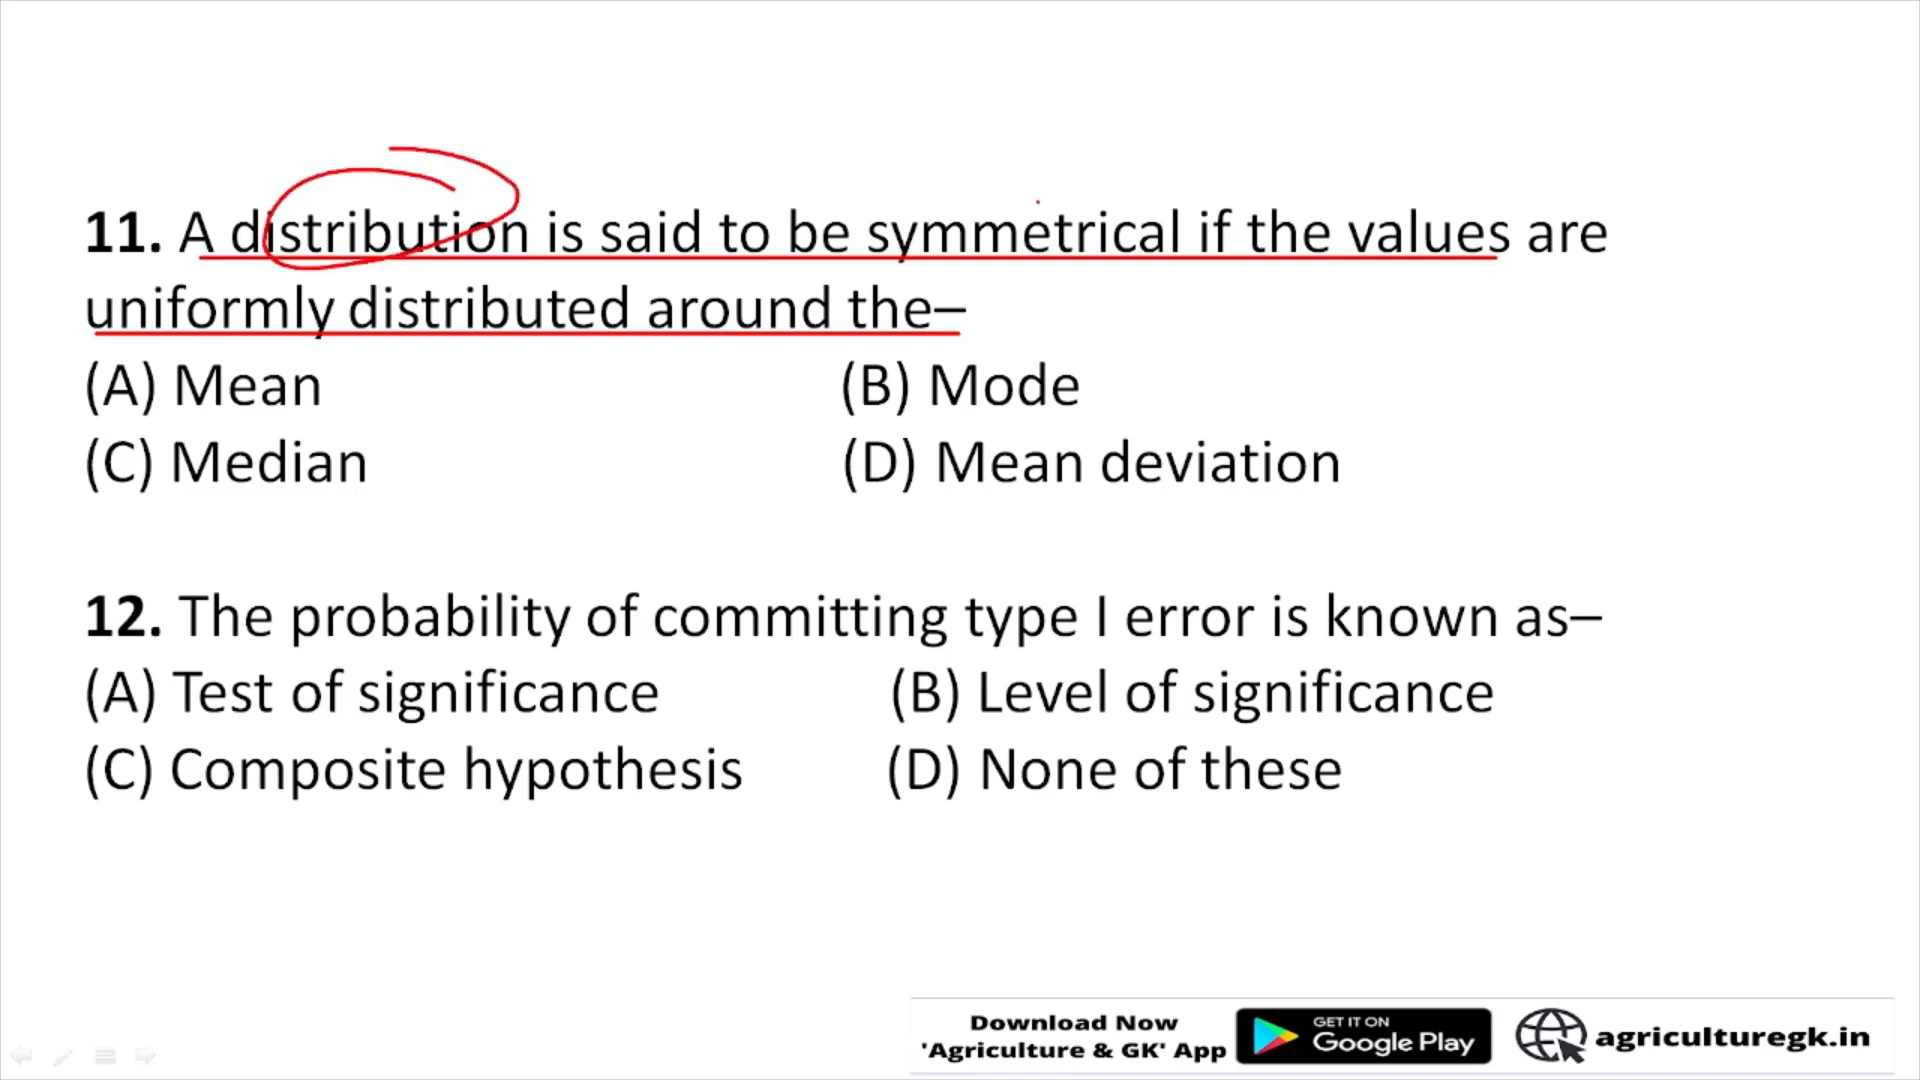 11. A distribution is said to be symmetrical if the values are
uniformly distributed around the–
(A) Mean (B) Mode
(C) Median (D) Mean deviation
12. The probability of committing type I error is known as–
(A) Test of significance (B) Level of significance
(C) Composite hypothesis (D) None of these
Download Now
'Agriculture & GK' App
GET IT ON
Google Play
agriculturegk.in